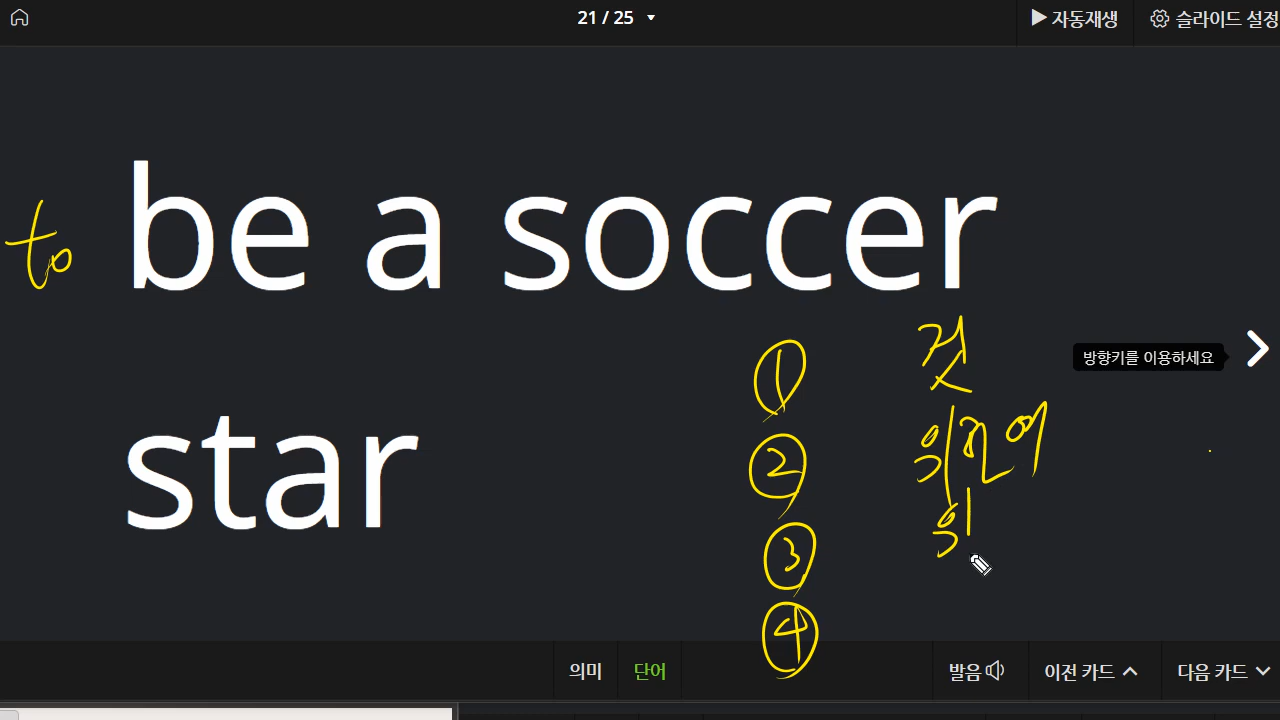 21 / 25
자동재생
슬라이드 설정
to be a soccer
star
방향키를 이용하세요
① 것
②
③
④
의미
단어
발음
이전 카드
다음 카드